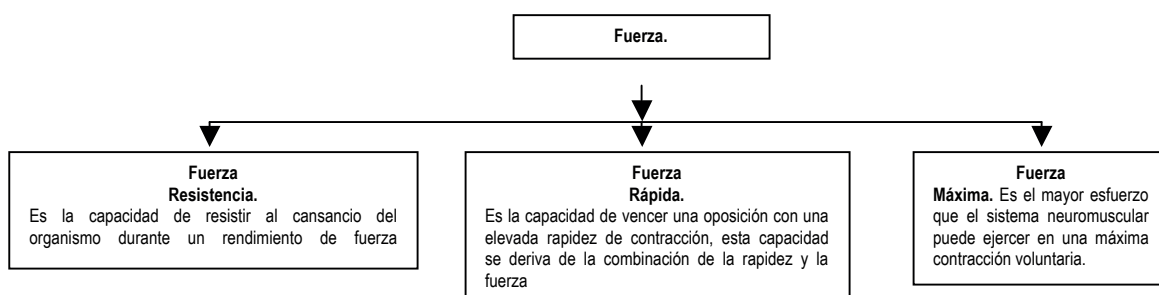 Fuerza.
Fuerza
Resistencia.
Es la capacidad de resistir al cansancio del
organismo durante un rendimiento de fuerza
Fuerza
Rápida.
Es la capacidad de vencer una oposición con una
elevada rapidez de contracción, esta capacidad
se deriva de la combinación de la rapidez y la
fuerza
Fuerza
Máxima. Es el mayor esfuerzo
que el sistema neuromuscular
puede ejercer en una máxima
contracción voluntaria.